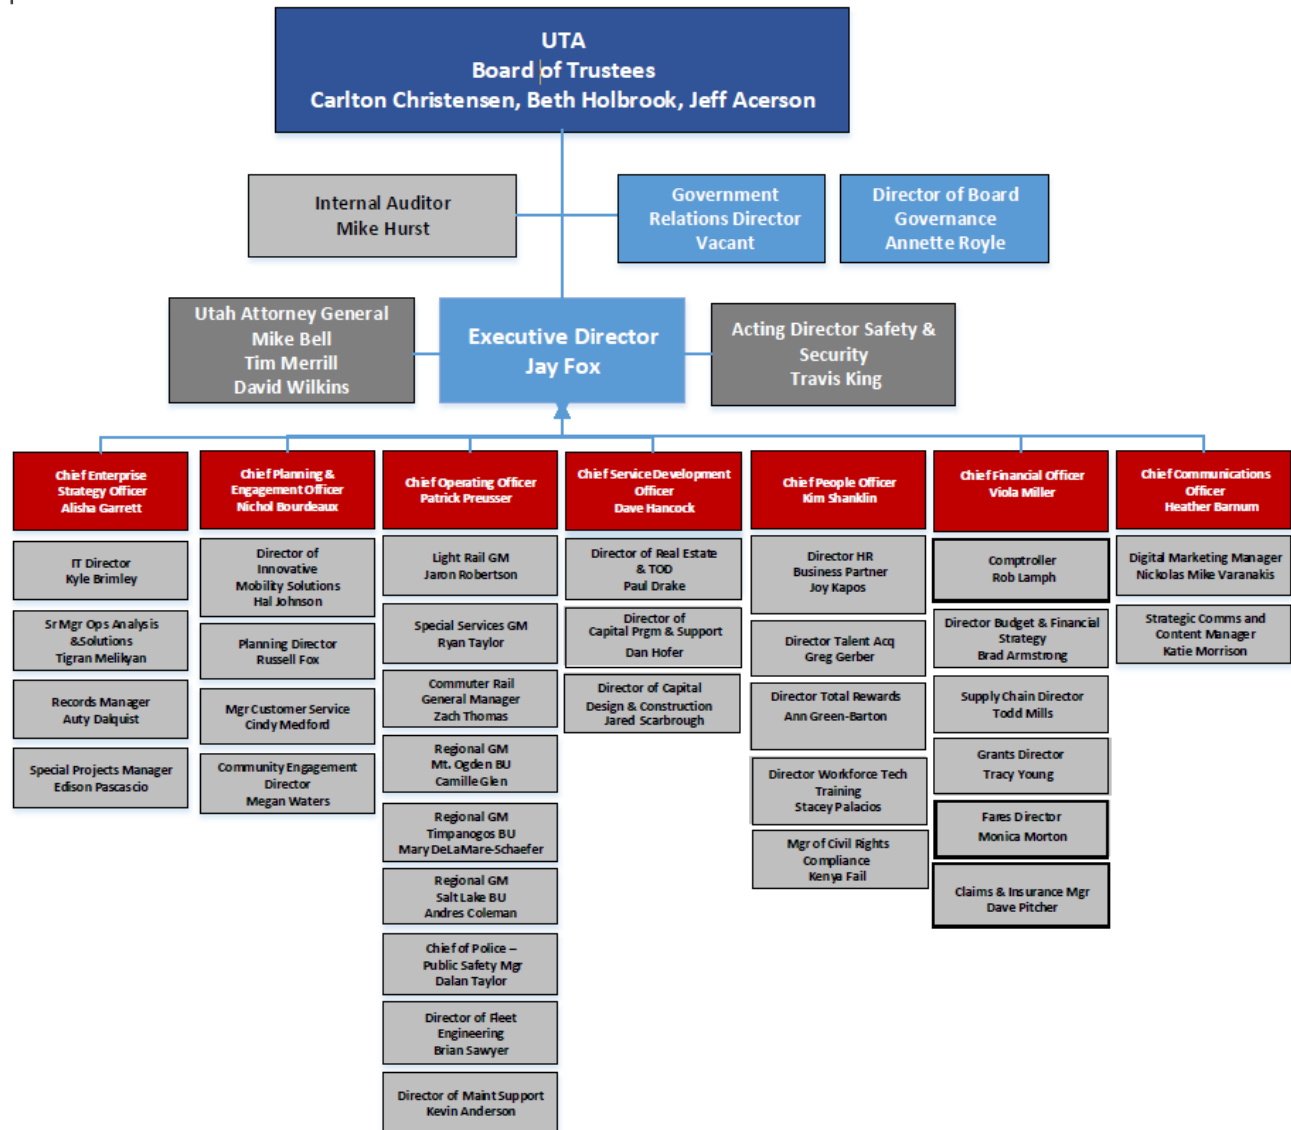 UTA
Board of Trustees
Carlton Christensen, Beth Holbrook, Jeff Acerson
Internal Auditor
Mike Hurst
Government
Relations Director
Vacant
Director of Board
Governance
Annette Royle
Utah Attorney General
Mike Bell
Tim Merrill
David Wilkins
Executive Director
Jay Fox
Acting Director Safety &
Security
Travis King
Chief Enterprise
Strategy Officer
Alisha Garrett
IT Director
Kyle Brimley
Sr Mgr Ops Analysis
&Solutions
Tigran Melikyan
Records Manager
Auty Dalquist
Special Projects Manager
Edison Pascascio
Chief Planning &
Engagement Officer
Nichol Bourdeaux
Director of
Innovative
Mobility Solutions
Hal Johnson
Planning Director
Russell Fox
Mgr Customer Service
Cindy Medford
Community Engagement
Director
Megan Waters
Chief Operating Officer
Patrick Preusser
Light Rail GM
Jaron Robertson
Special Services GM
Ryan Taylor
Commuter Rail
General Manager
Zach Thomas
Regional GM
Mt. Ogden BU
Camille Glen
Regional GM
Timpanogos BU
Mary DeLaMare-Schaefer
Regional GM
Salt Lake BU
Andres Coleman
Chief of Police –
Public Safety Mgr
Dalan Taylor
Director of Fleet
Engineering
Brian Sawyer
Director of Maint Support
Kevin Anderson
Chief Service Development
Officer
Dave Hancock
Director of Real Estate
& TOD
Paul Drake
Director of
Capital Prgm & Support
Dan Hofer
Director of Capital
Design & Construction
Jared Scarbrough
Chief People Officer
Kim Shanklin
Director HR
Business Partner
Joy Kapos
Director Talent Acq
Greg Gerber
Director Total Rewards
Ann Green-Barton
Director Workforce Tech
Training
Stacey Palacios
Mgr of Civil Rights
Compliance
Kenya Fail
Chief Financial Officer
Viola Miller
Comptroller
Rob Lamph
Director Budget & Financial
Strategy
Brad Armstrong
Supply Chain Director
Todd Mills
Grants Director
Tracy Young
Fares Director
Monica Morton
Claims & Insurance Mgr
Dave Pitcher
Chief Communications
Officer
Heather Barnum
Digital Marketing Manager
Nickolas Mike Varanakis
Strategic Comms and
Content Manager
Katie Morrison